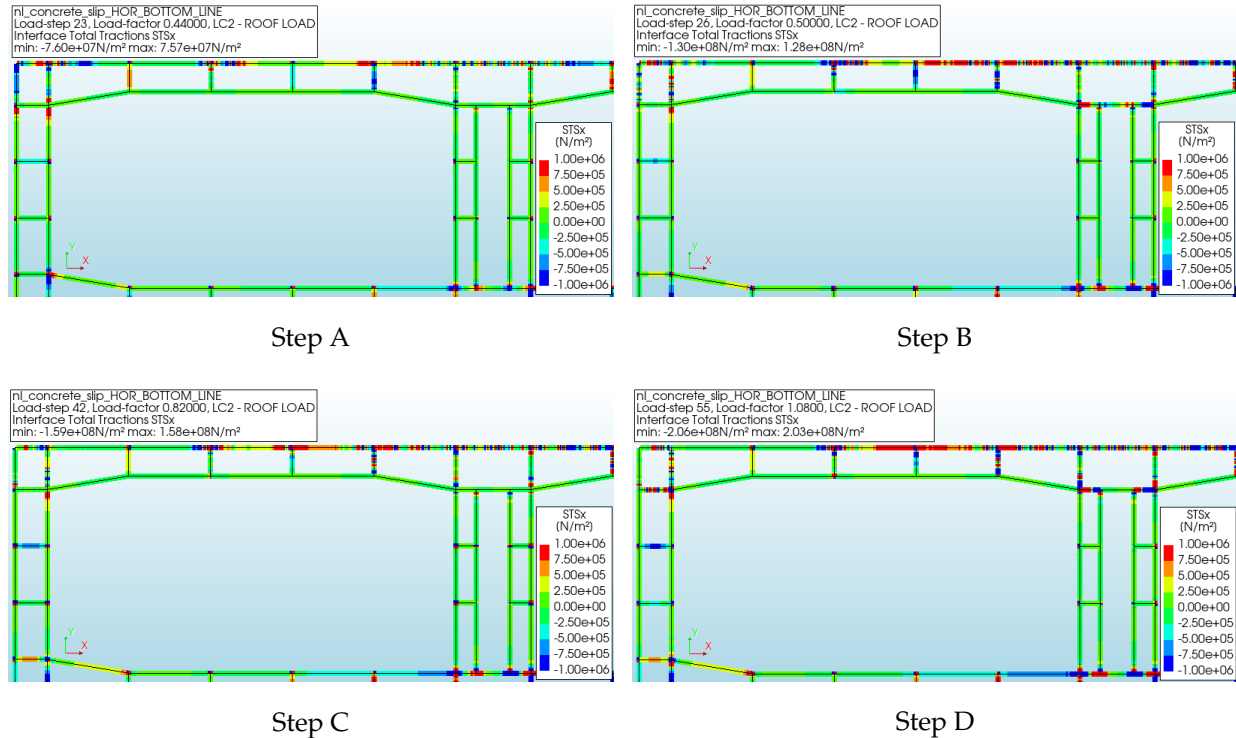 nl_concrete_slip_HOR_BOTTOM_LINE
Load-step 23, Load-factor 0.44000, LC2 - ROOF LOAD
Interface Total Tractions STSx
min: -7.60e+07N/m² max: 7.57e+07N/m²
STSx
(N/m²)
1.00e+06
7.50e+05
5.00e+05
2.50e+05
0.00e+00
-2.50e+05
-5.00e+05
-7.50e+05
-1.00e+06
Y
X
Step A
nl_concrete_slip_HOR_BOTTOM_LINE
Load-step 26, Load-factor 0.50000, LC2 - ROOF LOAD
Interface Total Tractions STSx
min: -1.30e+08N/m² max: 1.28e+08N/m²
STSx
(N/m²)
1.00e+06
7.50e+05
5.00e+05
2.50e+05
0.00e+00
-2.50e+05
-5.00e+05
-7.50e+05
-1.00e+06
Y
X
Step B
nl_concrete_slip_HOR_BOTTOM_LINE
Load-step 42, Load-factor 0.82000, LC2 - ROOF LOAD
Interface Total Tractions STSx
min: -1.59e+08N/m² max: 1.58e+08N/m²
STSx
(N/m²)
1.00e+06
7.50e+05
5.00e+05
2.50e+05
0.00e+00
-2.50e+05
-5.00e+05
-7.50e+05
-1.00e+06
Y
X
Step C
nl_concrete_slip_HOR_BOTTOM_LINE
Load-step 55, Load-factor 1.0800, LC2 - ROOF LOAD
Interface Total Tractions STSx
min: -2.06e+08N/m² max: 2.03e+08N/m²
STSx
(N/m²)
1.00e+06
7.50e+05
5.00e+05
2.50e+05
0.00e+00
-2.50e+05
-5.00e+05
-7.50e+05
-1.00e+06
Y
X
Step D